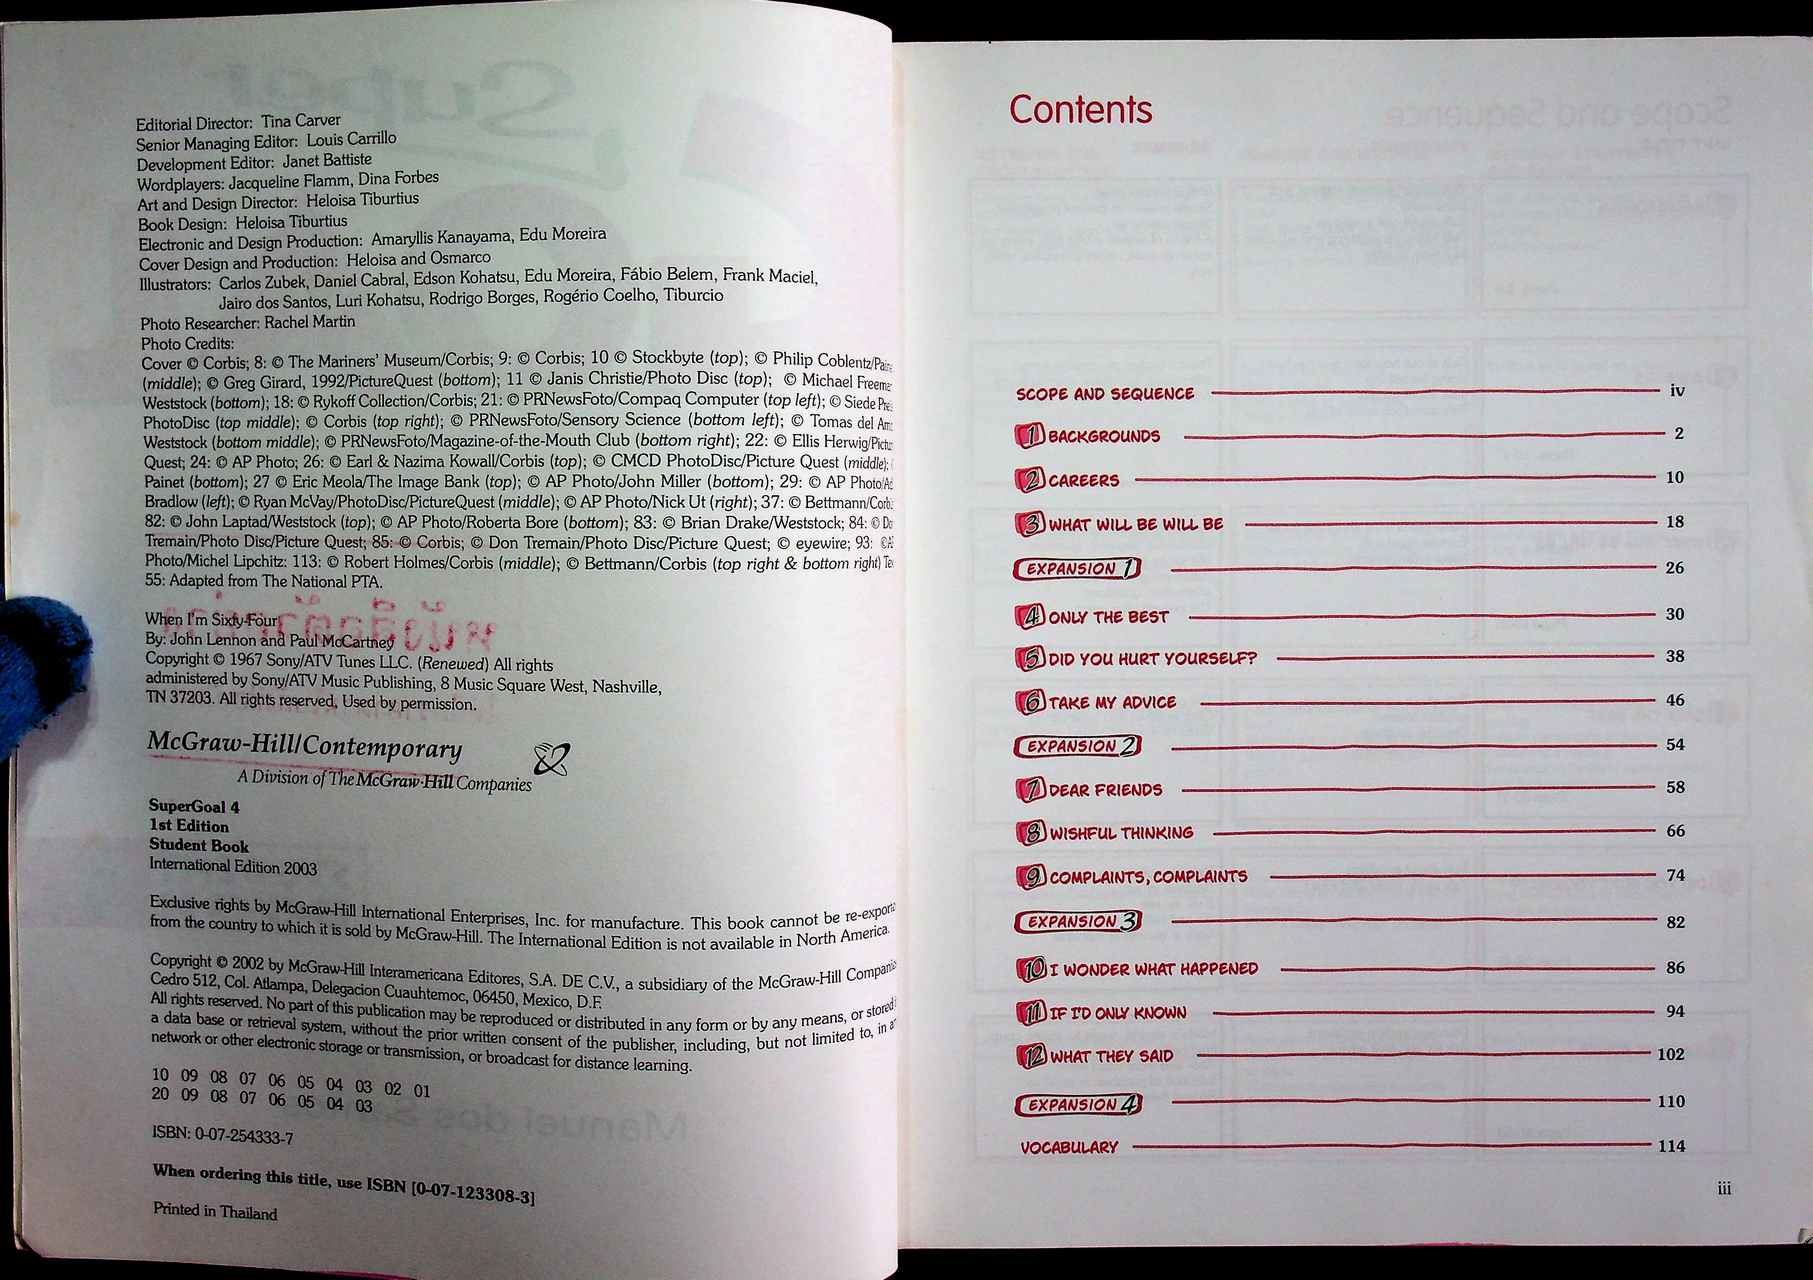 Editorial Director: Tina Carver
Senior Managing Editor: Louis Carrillo
Development Editor: Janet Battiste
Wordplayers: Jacqueline Flamm, Dina Forbes
Art and Design Director: Heloisa Tiburtius
Book Design: Heloisa Tiburtius
Electronic and Design Production: Amaryllis Kanayama, Edu Moreira
Cover Design and Production: Heloisa and Osmarco
Illustrators: Carlos Zubek, Daniel Cabral, Edson Kohatsu, Edu Moreira, Fábio Belem, Frank Maciel,
Jairo dos Santos, Luri Kohatsu, Rodrigo Borges, Rogério Coelho, Tiburcio
Photo Researcher: Rachel Martin
Photo Credits:
Cover © Corbis; 8: © The Mariners' Museum/Corbis; 9: © Corbis; 10 © Stockbyte (top); © Philip Coblentz/
(middle); © Greg Girard, 1992/PictureQuest (bottom); 11 © Janis Christie/Photo Disc (top); © Michael
Weststock (bottom); 18: © Rykoff Collection/Corbis; 21: © PRNewsFoto/Compaq Computer (top left); © Siede
PhotoDisc (top middle); © Corbis (top right); © PRNewsFoto/Sensory Science (bottom left); © Tomas del
Weststock (bottom middle); © PRNewsFoto/Magazine-of-the-Mouth Club (bottom right); 22: © Ellis Herwig/
Quest; 24: © AP Photo; 26: © Earl & Nazima Kowall/Corbis (top); © CMCD PhotoDisc/Picture Quest (middle);
Painet (bottom); 27 © Eric Meola/The Image Bank (top); © AP Photo/John Miller (bottom); 29: © AP Photo/
Bradlow (left); © Ryan McVay/PhotoDisc/PictureQuest (middle); © AP Photo/Nick Ut (right); 37: © Bettmann/
82: © John Laptad/Weststock (top); © AP Photo/Roberta Bore (bottom); 83: © Brian Drake/Weststock; 84: ©
Tremain/Photo Disc/Picture Quest; 85: © Corbis; © Don Tremain/Photo Disc/Picture Quest; © eyewire; 93:
Photo/Michel Lipchitz: 113: © Robert Holmes/Corbis (middle); © Bettmann/Corbis (top right & bottom right)
55: Adapted from The National PTA.
When I'm Sixty-Four
By: John Lennon and Paul McCartney
Copyright © 1967 Sony/ATV Tunes LLC. (Renewed) All rights
administered by Sony/ATV Music Publishing, 8 Music Square West, Nashville,
TN 37203. All rights reserved, Used by permission.
McGraw-Hill/Contemporary
A Division of The McGraw-Hill Companies
SuperGoal 4
1st Edition
Student Book
International Edition 2003
Exclusive rights by McGraw-Hill International Enterprises, Inc. for manufacture. This book cannot be
from the country to which it is sold by McGraw-Hill. The International Edition is not available in North America.
Copyright © 2002 by McGraw-Hill Interamericana Editores, S.A. DE C.V., a subsidiary of the McGraw-Hill
Cedro 512, Col. Atlampa, Delegacion Cuauhtemoc, 06450, Mexico, D.F.
All rights reserved. No part of this publication may be reproduced or distributed in any form or by any means, or stored
a data base or retrieval system, without the prior written consent of the publisher, including, but not limited to, in
network or other electronic storage or transmission, or broadcast for distance learning.
10 09 08 07 06 05 04 03 02 01
20 09 08 07 06 05 04 03
ISBN: 0-07-254333-7
When ordering this title, use ISBN [0-07-123308-3]
Printed in Thailand
Contents
SCOPE AND SEQUENCE iv
1 BACKGROUNDS 2
2 CAREERS 10
3 WHAT WILL BE WILL BE 18
EXPANSION 1 26
4 ONLY THE BEST 30
5 DID YOU HURT YOURSELF? 38
6 TAKE MY ADVICE 46
EXPANSION 2 54
7 DEAR FRIENDS 58
8 WISHFUL THINKING 66
9 COMPLAINTS, COMPLAINTS 74
EXPANSION 3 82
10 I WONDER WHAT HAPPENED 86
11 IF I'D ONLY KNOWN 94
12 WHAT THEY SAID 102
EXPANSION 4 110
VOCABULARY 114
iii